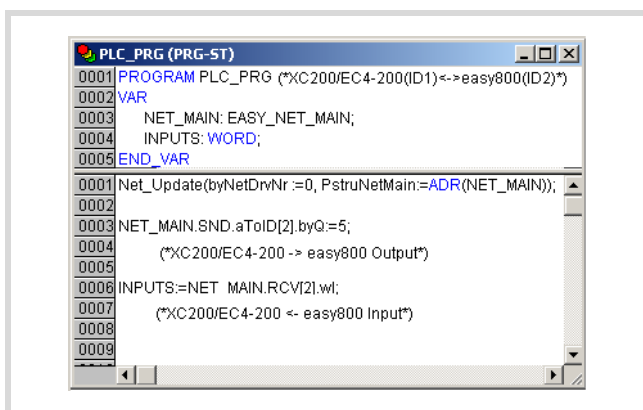 PLC_PRG (PRG-ST)
0001 PROGRAM PLC_PRG (*XC200/EC4-200(ID1)<->easy800(ID2)*)
0002 VAR
0003 NET_MAIN: EASY_NET_MAIN;
0004 INPUTS: WORD;
0005 END_VAR
0001 Net_Update(byNetDrvNr :=0, PstruNetMain:=ADR(NET_MAIN));
0002
0003 NET_MAIN.SND.aToID[2].byQ:=5;
0004 (*XC200/EC4-200 -> easy800 Output*)
0005
0006 INPUTS:=NET_MAIN.RCV[2].wI;
0007 (*XC200/EC4-200 <- easy800 Input*)
0008
0009